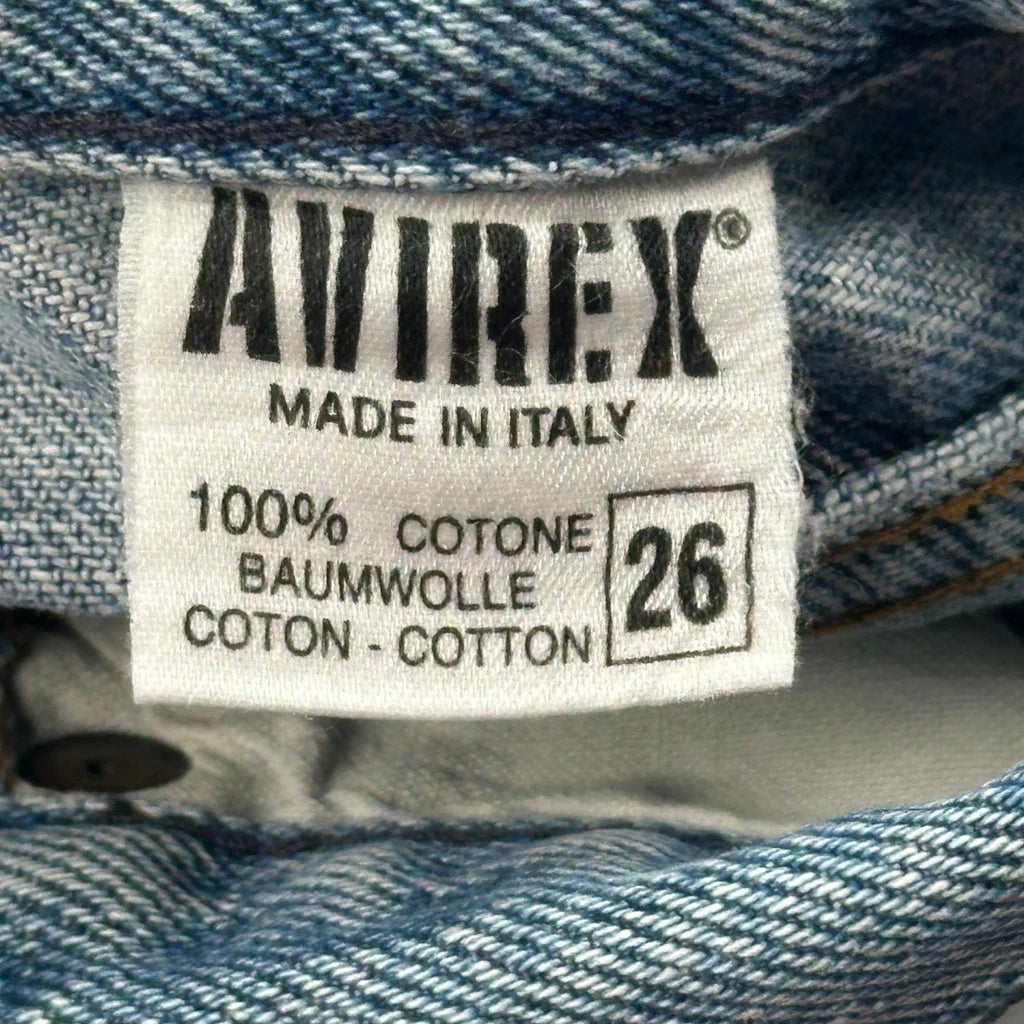 AVIREX®
MADE IN ITALY
100% COTONE
BAUMWOLLE
COTON - COTTON
26